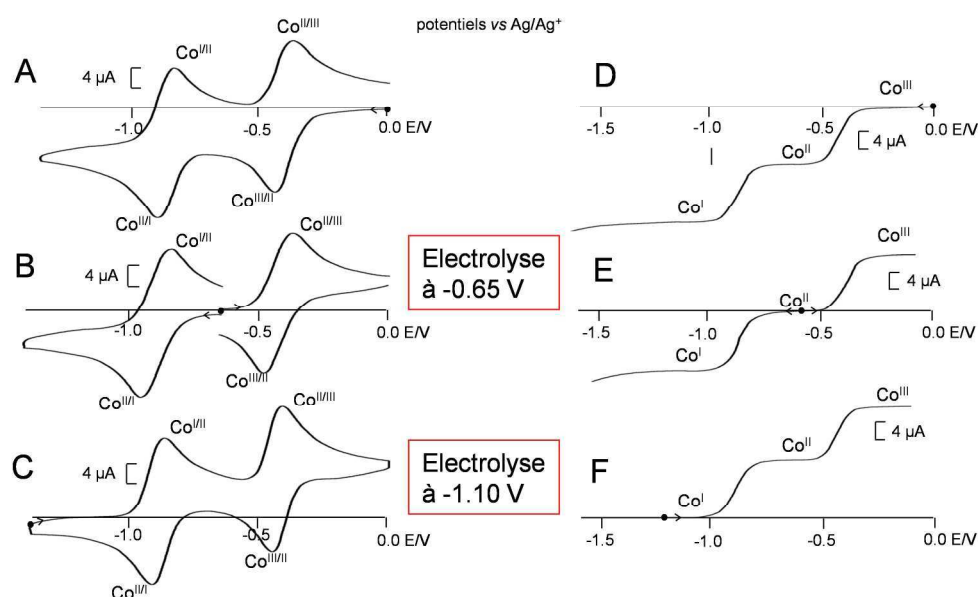 potentiels vs Ag/Ag⁺
A
Co^I/II
Co^II/III
4 µA
-1.0
-0.5
0.0 E/V
Co^II/I
Co^III/II
D
Co^III
-1.5
-1.0
-0.5
0.0 E/V
4 µA
Co^II
Co^I
B
Co^I/II
Co^II/III
4 µA
-1.0
-0.5
0.0 E/V
Co^II/I
Co^III/II
Electrolyse
à -0.65 V
E
Co^III
4 µA
Co^II
-1.5
-1.0
-0.5
0.0 E/V
Co^I
C
Co^I/II
Co^II/III
4 µA
-1.0
-0.5
0.0 E/V
Co^II/I
Co^III/II
Electrolyse
à -1.10 V
F
Co^III
4 µA
Co^II
Co^I
-1.5
-1.0
-0.5
0.0 E/V